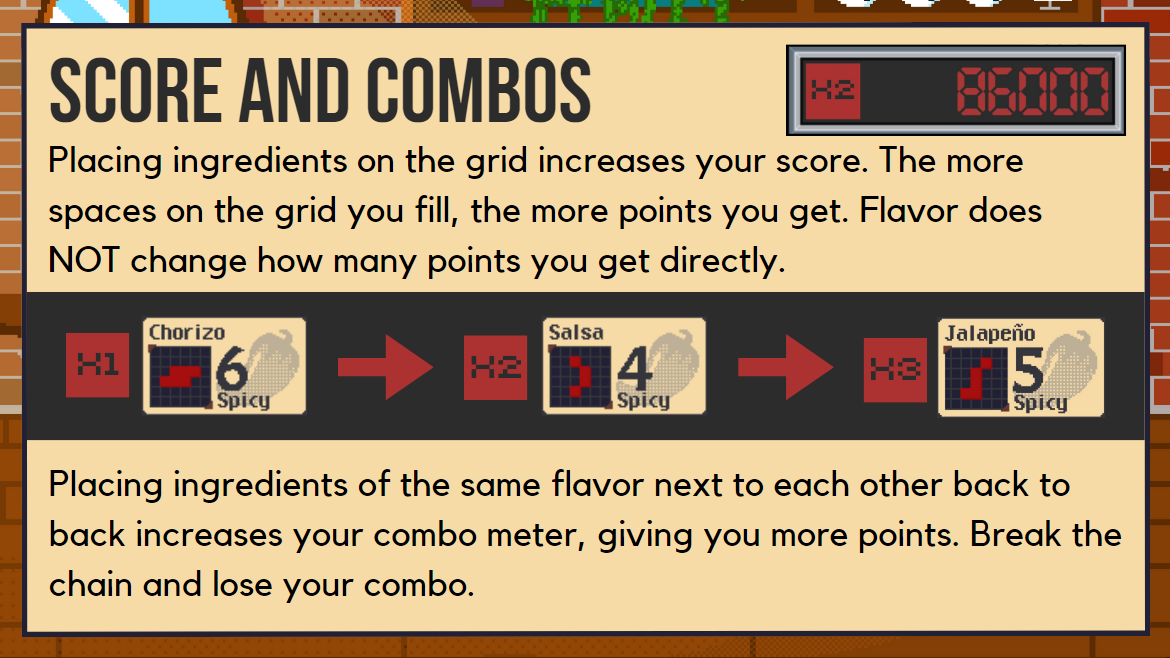 SCORE AND COMBOS
X2
86000
Placing ingredients on the grid increases your score. The more
spaces on the grid you fill, the more points you get. Flavor does
NOT change how many points you get directly.
X1
Chorizo
6
Spicy
X2
Salsa
4
Spicy
X3
Jalapeño
5
Spicy
Placing ingredients of the same flavor next to each other back to
back increases your combo meter, giving you more points. Break the
chain and lose your combo.